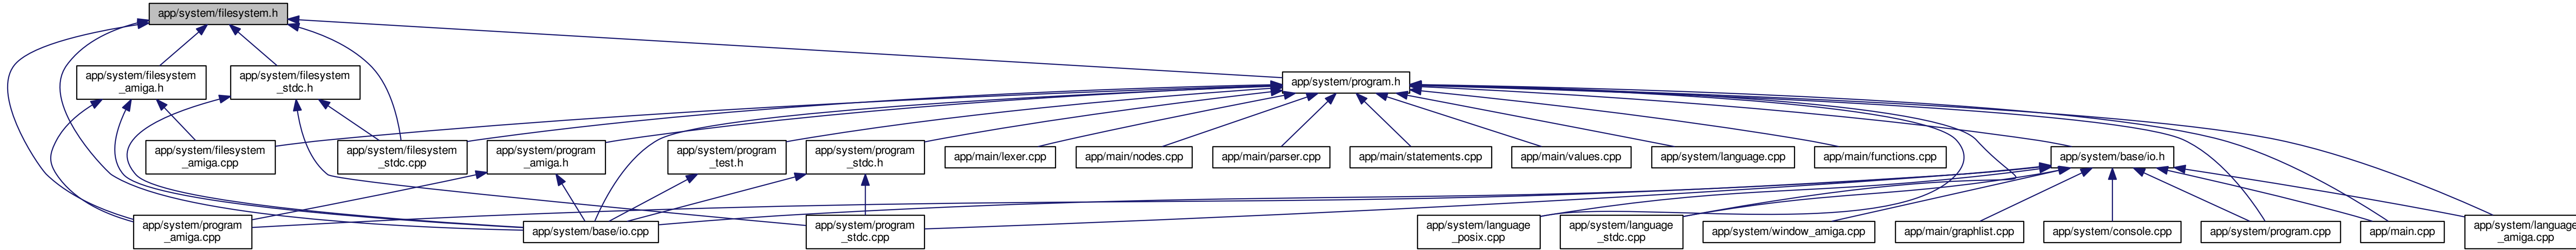 app/system/filesystem.h
app/system/filesystem
_amiga.h
app/system/filesystem
_stdc.h
app/system/program.h
app/system/filesystem
_amiga.cpp
app/system/filesystem
_stdc.cpp
app/system/program
_amiga.h
app/system/program
_test.h
app/system/program
_stdc.h
app/main/lexer.cpp
app/main/nodes.cpp
app/main/parser.cpp
app/main/statements.cpp
app/main/values.cpp
app/system/language.cpp
app/main/functions.cpp
app/system/base/io.h
app/system/program
_amiga.cpp
app/system/base/io.cpp
app/system/program
_stdc.cpp
app/system/language
_posix.cpp
app/system/language
_stdc.cpp
app/system/window_amiga.cpp
app/main/graphlist.cpp
app/system/console.cpp
app/system/program.cpp
app/main.cpp
app/system/language
_amiga.cpp